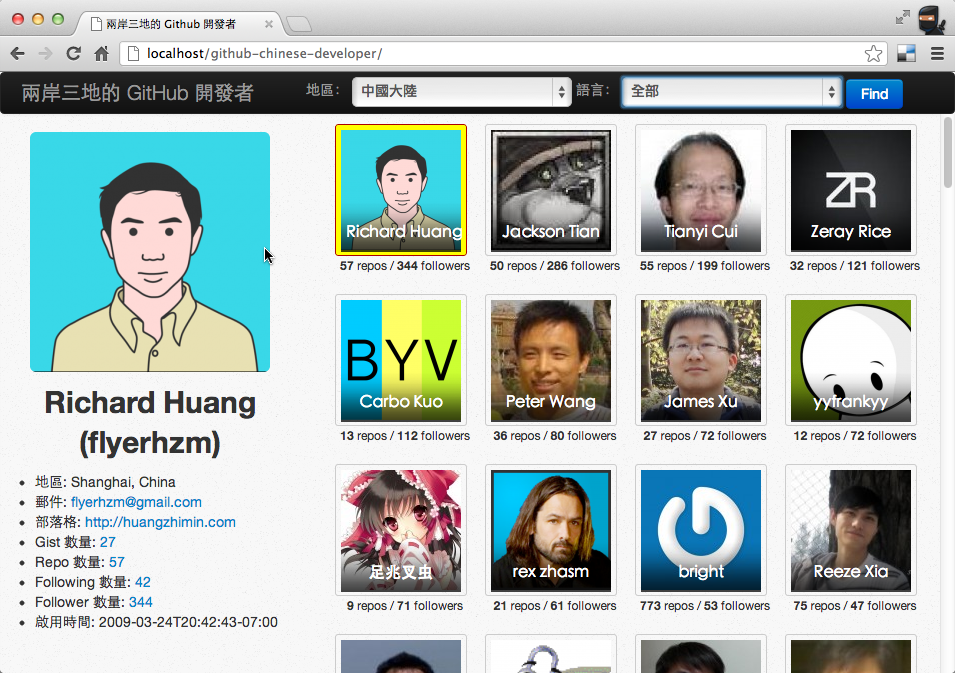 兩岸三地的 Github 開發者
localhost/github-chinese-developer/
兩岸三地的 GitHub 開發者
地區：
中國大陸
語言：
全部
Find
Richard Huang
(flyerhzm)
地區: Shanghai, China
郵件: flyerhzm@gmail.com
部落格: http://huangzhimin.com
Gist 數量: 27
Repo 數量: 57
Following 數量: 42
Follower 數量: 344
啟用時間: 2009-03-24T20:42:43-07:00
Richard Huang
57 repos / 344 followers
Jackson Tian
50 repos / 286 followers
Tianyi Cui
55 repos / 199 followers
ZR
Zeray Rice
32 repos / 121 followers
BYV
Carbo Kuo
13 repos / 112 followers
Peter Wang
36 repos / 80 followers
James Xu
27 repos / 72 followers
yyfrankyy
12 repos / 72 followers
足兆叉虫
9 repos / 71 followers
rex zhasm
21 repos / 61 followers
bright
773 repos / 53 followers
Reeze Xia
75 repos / 47 followers